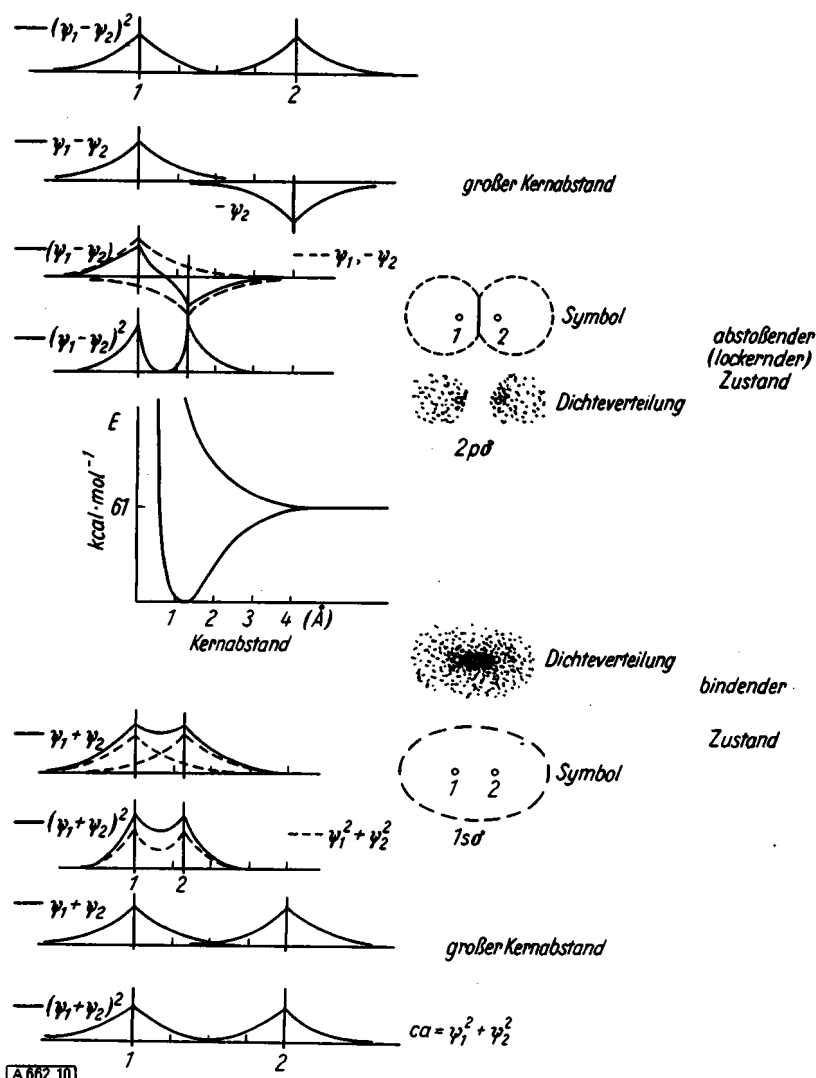 (ψ₁−ψ₂)²
1 2
ψ₁−ψ₂
großer Kernabstand
−ψ₂
(ψ₁−ψ₂)
ψ₁,−ψ₂
1 2 Symbol
(ψ₁−ψ₂)²
abstoßender
(lockernder)
Zustand
Dichteverteilung
2pσ
E
kcal·mol⁻¹
61
1 2 3 4 (Å)
Kernabstand
Dichteverteilung
bindender
Zustand
ψ₁+ψ₂
1 2 Symbol
1sσ
(ψ₁+ψ₂)²
ψ₁²+ψ₂²
1 2
ψ₁+ψ₂
großer Kernabstand
(ψ₁+ψ₂)²
ca=ψ₁²+ψ₂²
1 2
A 662.10